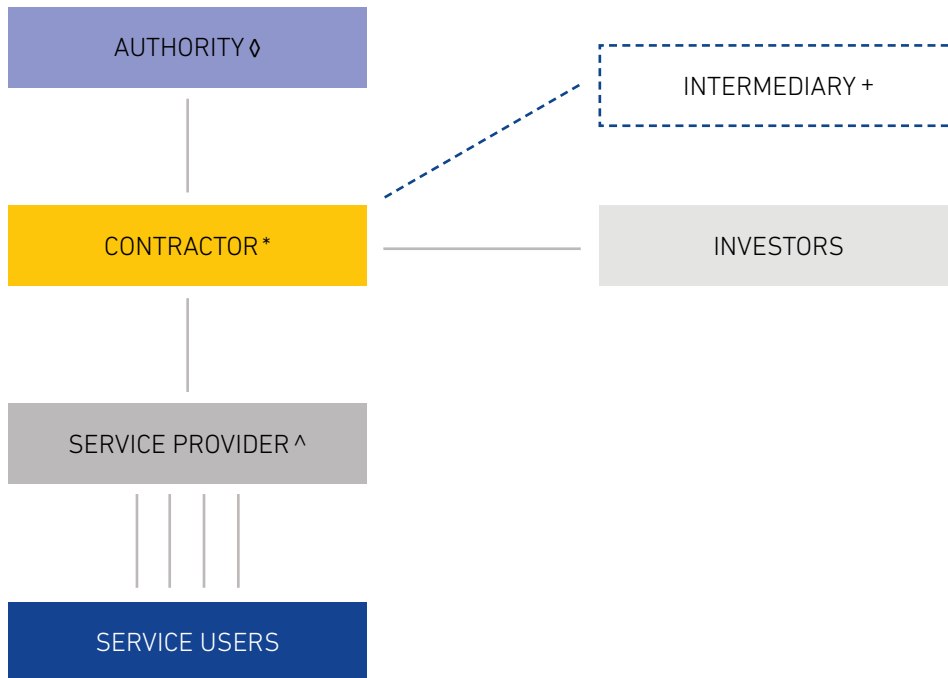 AUTHORITY ◊
INTERMEDIARY +
CONTRACTOR *
INVESTORS
SERVICE PROVIDER ^
SERVICE USERS